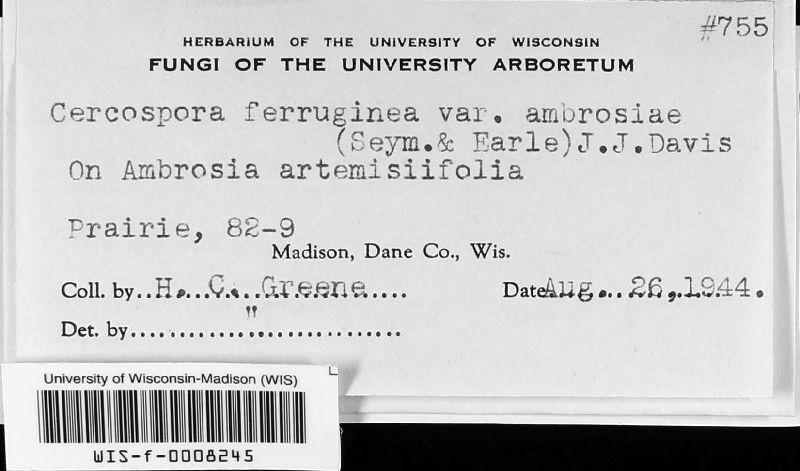 #755
HERBARIUM OF THE UNIVERSITY OF WISCONSIN
FUNGI OF THE UNIVERSITY ARBORETUM
Cercospora ferruginea var. ambrosiae
(Seym.& Earle)J.J.Davis
On Ambrosia artemisiifolia
Prairie, 82-9
Madison, Dane Co., Wis.
Coll. by..H....C....Greene..... Date Aug... 26,.1944.
"
Det. by............................
University of Wisconsin-Madison (WIS)
WIS-f-0008245